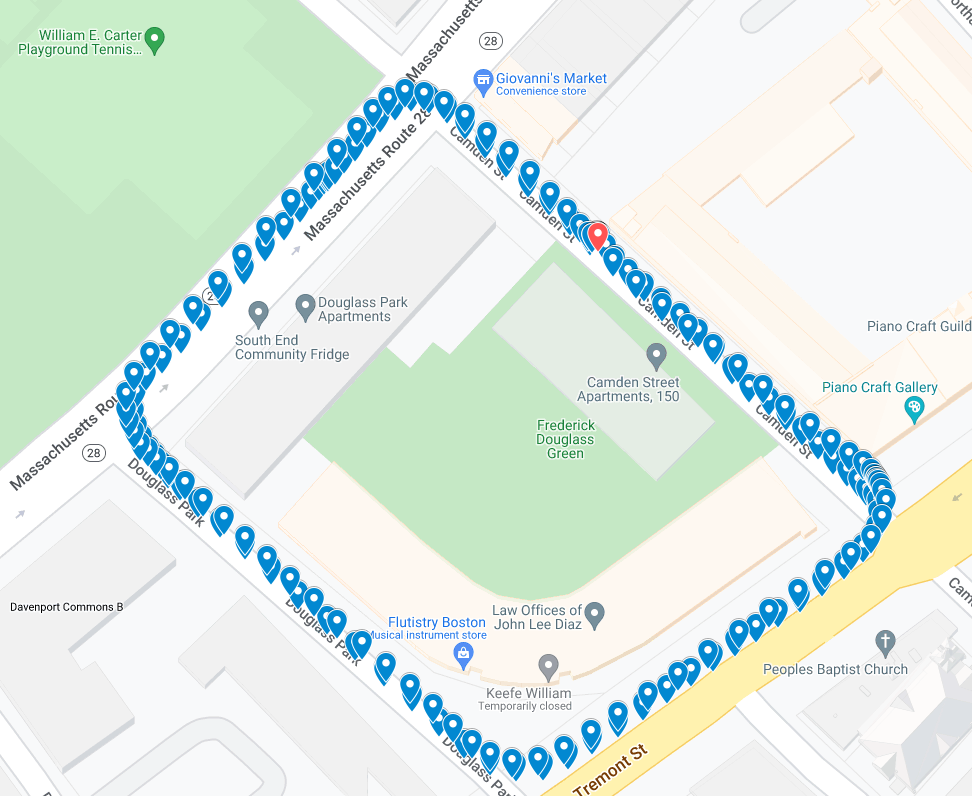 Massachusetts
28
William E. Carter
Playground Tennis...
Giovanni's Market
Convenience store
Massachusetts Route 28
Camden St
Camden St
Douglass Park
Apartments
South End
Community Fridge
Camden St
Piano Craft Guild
Camden Street
Apartments, 150
Piano Craft Gallery
Frederick
Douglass
Green
Camden St
Massachusetts Rou
28
Douglass Park
Davenport Commons B
Douglass Park
Law Offices of
John Lee Diaz
Flutistry Boston
Musical instrument store
Peoples Baptist Church
Keefe William
Temporarily closed
Douglass Park
Tremont St